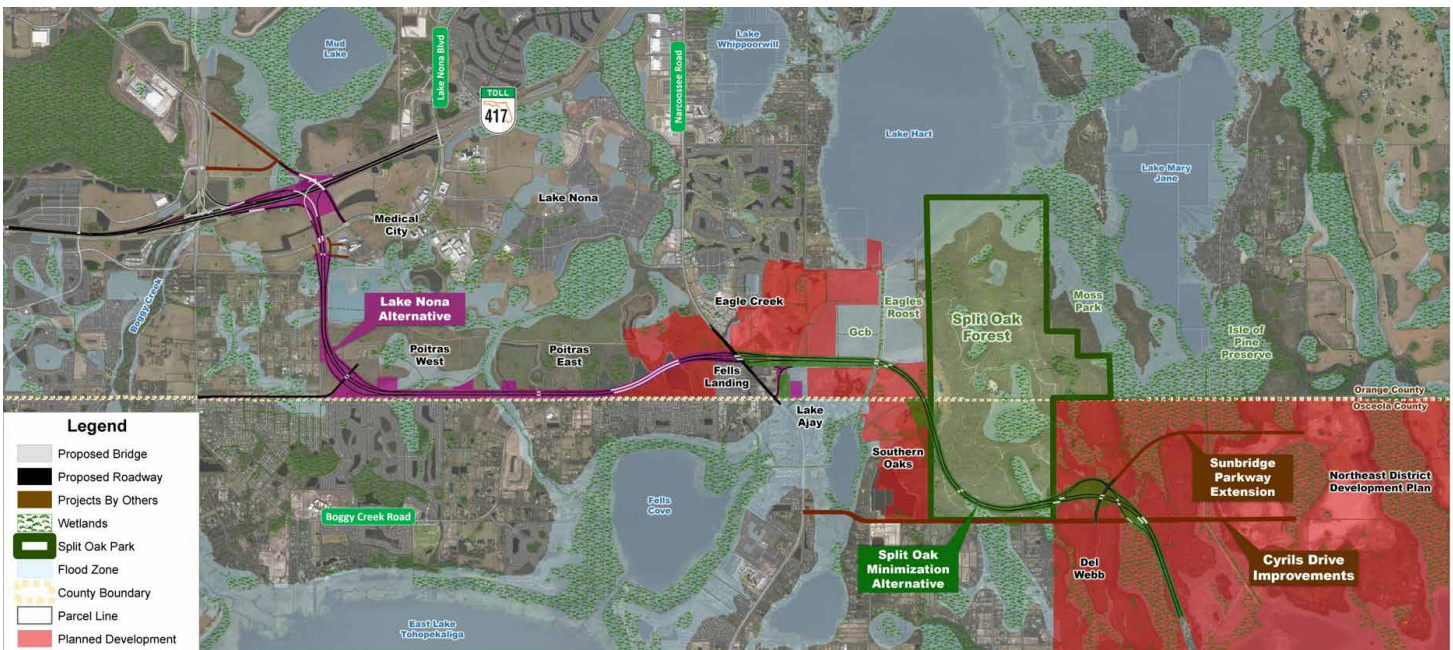 Mud
Lake
Lake Nona Blvd
TOLL
417
Narcoossee Road
Lake
Whippoorwill
Lake Hart
Lake Mary
Jane
Lake Nona
Medical
City
Boggy Creek
Lake Nona
Alternative
Eagle Creek
Eagles
Roost
Gcb
Split Oak
Forest
Moss
Park
Isle of
Pine
Preserve
Poitras
West
Poitras
East
Fells
Landing
Orange County
Osceola County
Lake
Ajay
Southern
Oaks
Sunbridge
Parkway
Extension
Northeast District
Development Plan
Fells
Cove
Boggy Creek Road
Split Oak
Minimization
Alternative
Del
Webb
Cyrils Drive
Improvements
East Lake
Tohopekaliga
Legend
Proposed Bridge
Proposed Roadway
Projects By Others
Wetlands
Split Oak Park
Flood Zone
County Boundary
Parcel Line
Planned Development